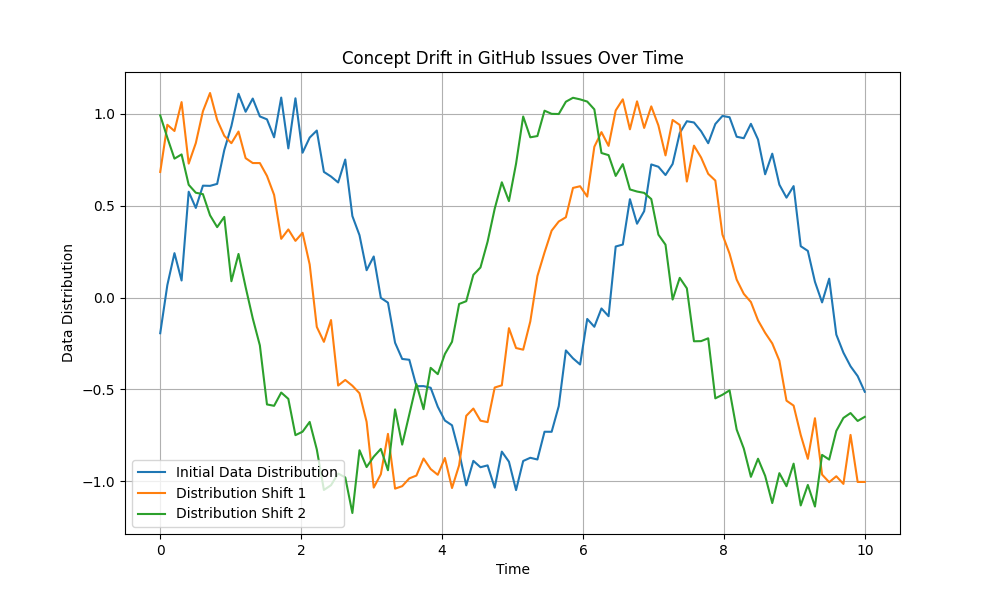 Concept Drift in GitHub Issues Over Time
Data Distribution
1.0
0.5
0.0
−0.5
−1.0
Initial Data Distribution
Distribution Shift 1
Distribution Shift 2
0 2 4 6 8 10
Time